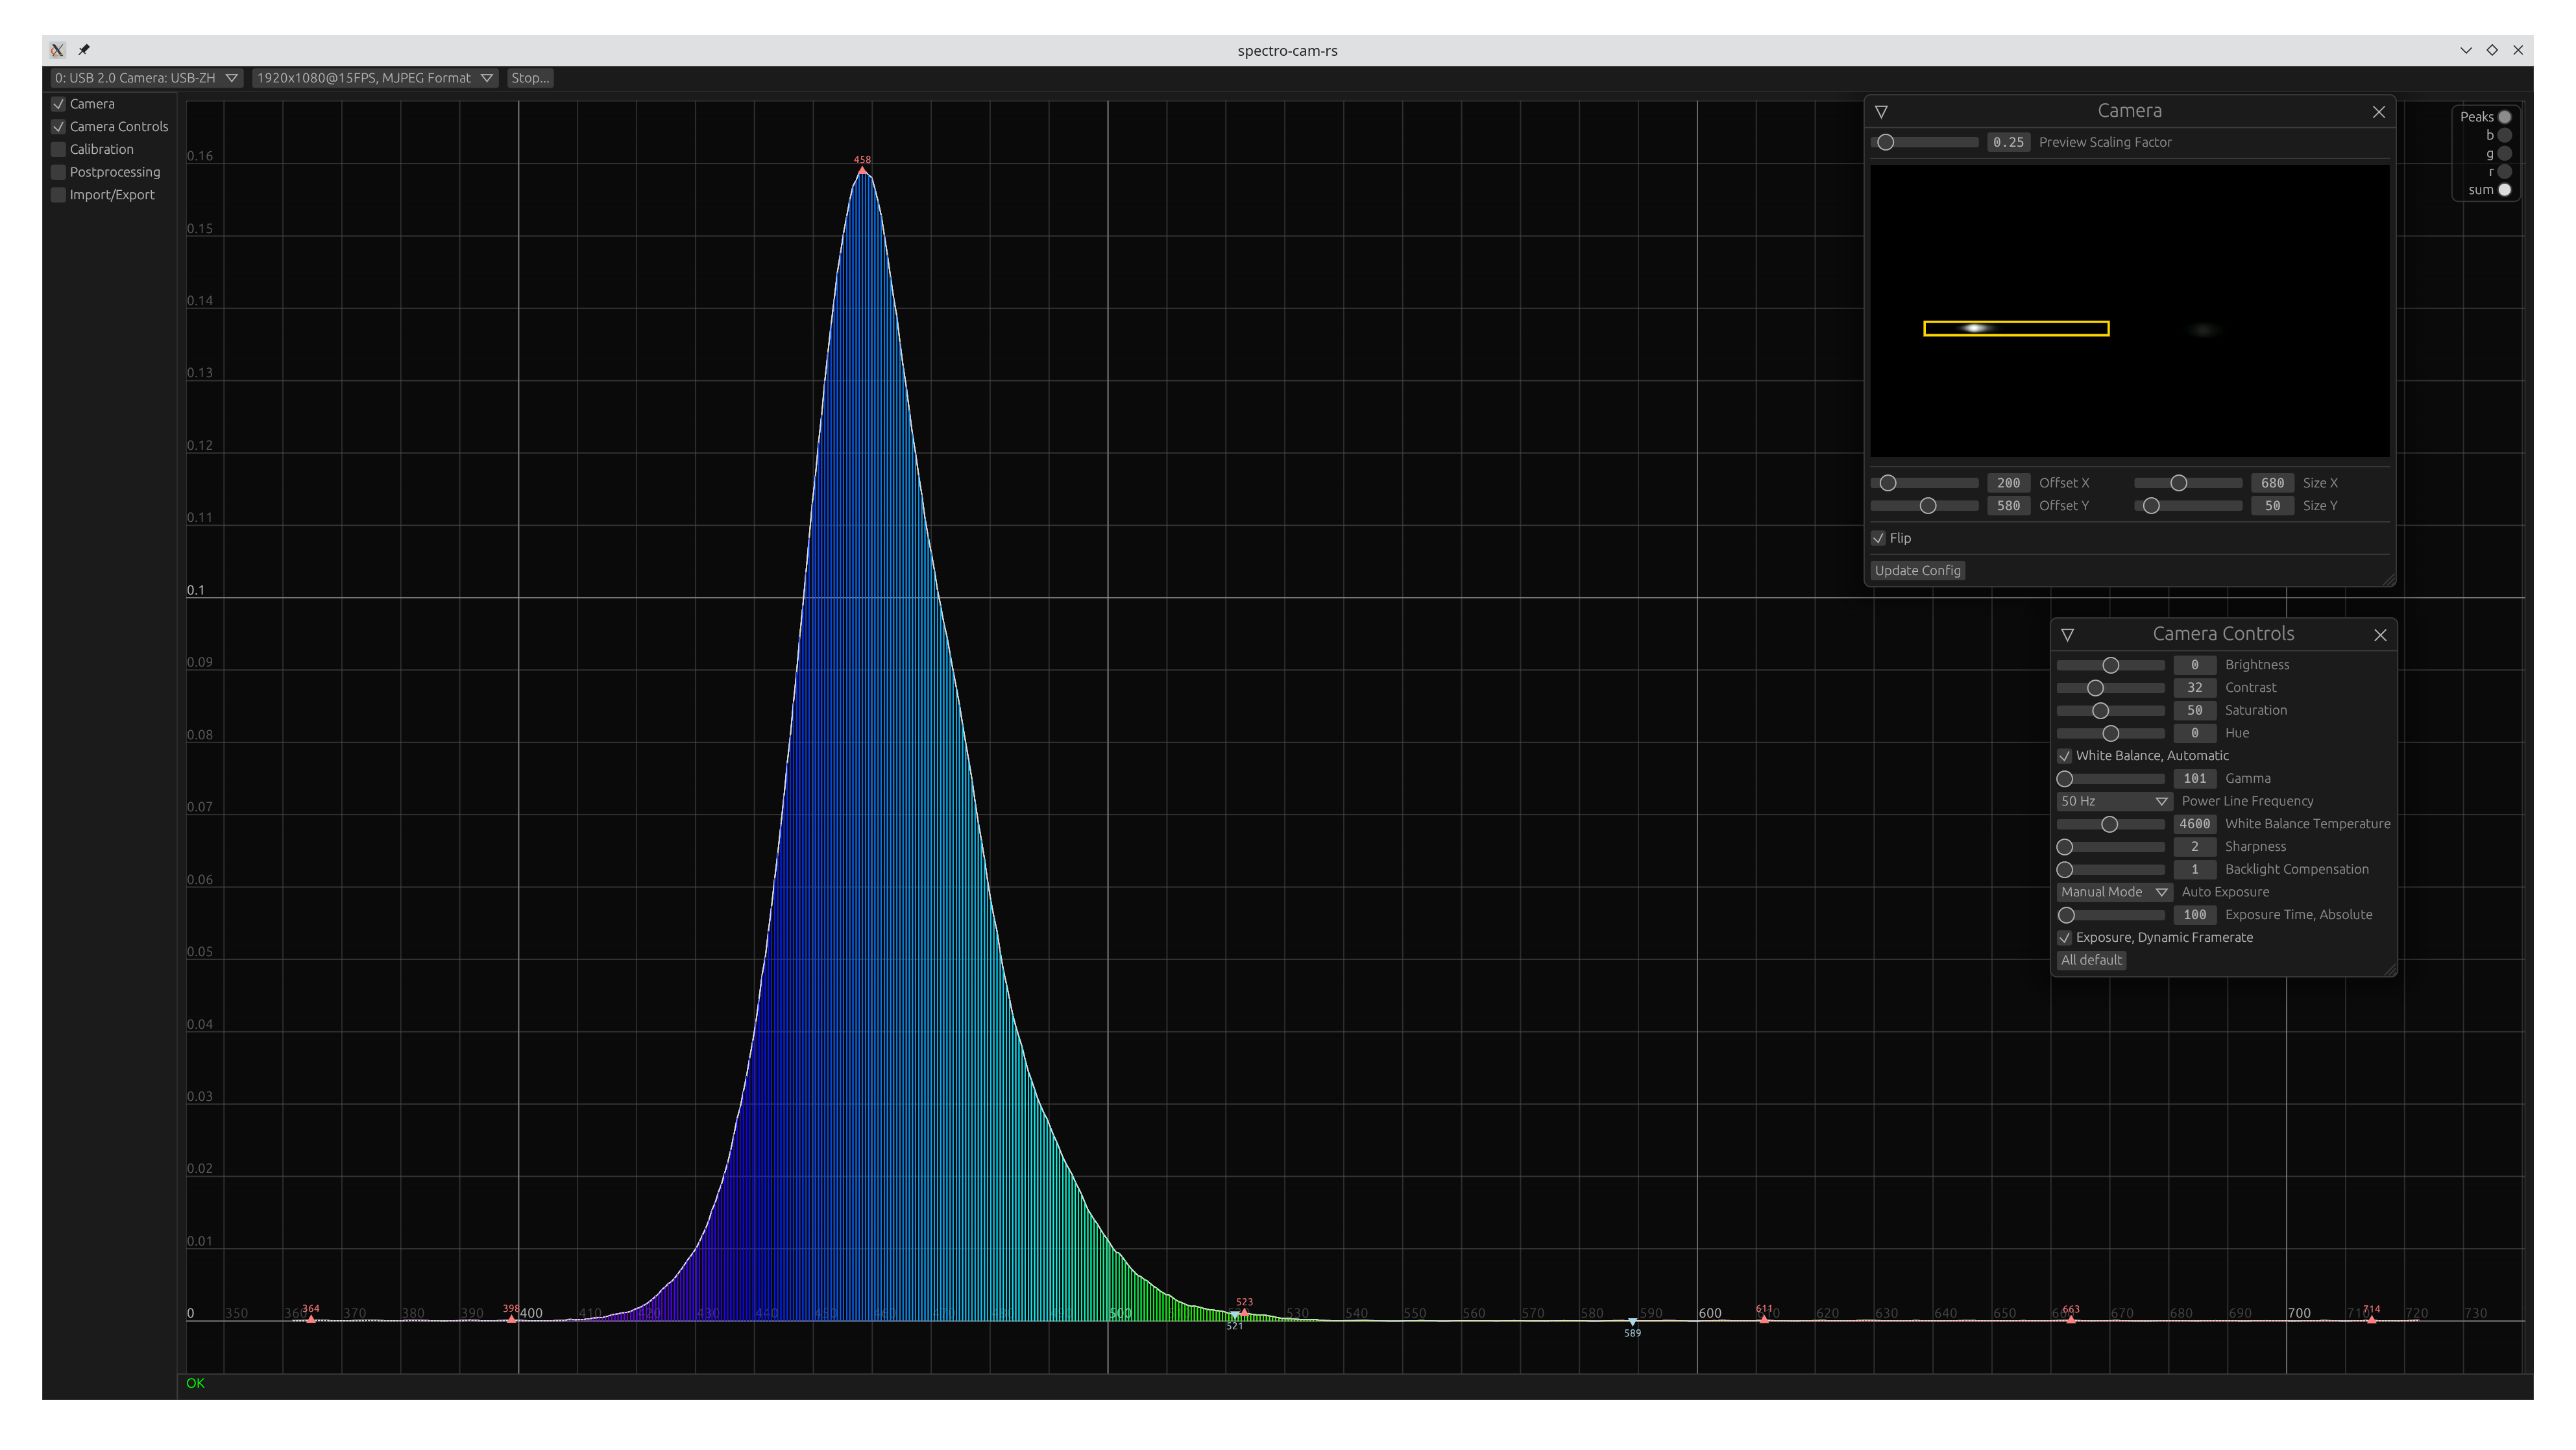 spectro-cam-rs
0: USB 2.0 Camera: USB-ZH 1920x1080@15FPS, MJPEG Format Stop...
Camera
Camera Controls
Calibration
Postprocessing
Import/Export
0.16
0.15
0.14
0.13
0.12
0.11
0.1
0.09
0.08
0.07
0.06
0.05
0.04
0.03
0.02
0.01
458
364 398 523 611 663 714
0 350 360 370 380 390 400 410 420 430 440 450 460 470 480 490 500 510 530 540 550 560 570 580 590 600 610 620 630 640 650 660 670 680 690 700 710 720 730
521 589
OK
Camera
0.25 Preview Scaling Factor
200 Offset X 680 Size X
580 Offset Y 50 Size Y
Flip
Update Config
Peaks
b
g
r
sum
Camera Controls
0 Brightness
32 Contrast
50 Saturation
0 Hue
White Balance, Automatic
101 Gamma
50 Hz Power Line Frequency
4600 White Balance Temperature
2 Sharpness
1 Backlight Compensation
Manual Mode Auto Exposure
100 Exposure Time, Absolute
Exposure, Dynamic Framerate
All default